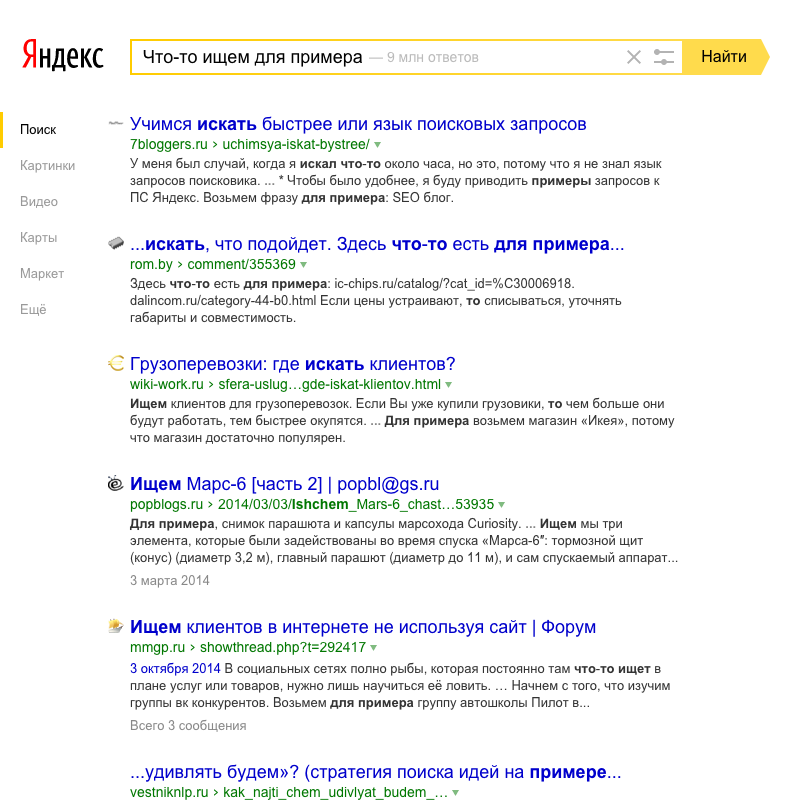 Яндекс
Что-то ищем для примера — 9 млн ответов
Найти
Поиск
Картинки
Видео
Карты
Маркет
Ещё
Учимся искать быстрее или язык поисковых запросов
7bloggers.ru › uchimsya-iskat-bystree/
У меня был случай, когда я искал что-то около часа, но это, потому что я не знал язык
запросов поисковика. ... * Чтобы было удобнее, я буду приводить примеры запросов к
ПС Яндекс. Возьмем фразу для примера: SEO блог.
...искать, что подойдет. Здесь что-то есть для примера...
rom.by › comment/355369
Здесь что-то есть для примера: ic-chips.ru/catalog/?cat_id=%C30006918.
dalincom.ru/category-44-b0.html Если цены устраивают, то списываться, уточнять
габариты и совместимость.
Грузоперевозки: где искать клиентов?
wiki-work.ru › sfera-uslug…gde-iskat-klientov.html
Ищем клиентов для грузоперевозок. Если Вы уже купили грузовики, то чем больше они
будут работать, тем быстрее окупятся. ... Для примера возьмем магазин «Икея», потому
что магазин достаточно популярен.
Ищем Марс-6 [часть 2] | popbl@gs.ru
popblogs.ru › 2014/03/03/Ishchem_Mars-6_chast…53935
Для примера, снимок парашюта и капсулы марсохода Curiosity. ... Ищем мы три
элемента, которые были задействованы во время спуска «Марса-6″: тормозной щит
(конус) (диаметр 3,2 м), главный парашют (диаметр до 11 м), и сам спускаемый аппарат...
3 марта 2014
Ищем клиентов в интернете не используя сайт | Форум
mmgp.ru › showthread.php?t=292417
3 октября 2014 В социальных сетях полно рыбы, которая постоянно там что-то ищет в
плане услуг или товаров, нужно лишь научиться её ловить. … Начнем с того, что изучим
группы вк конкурентов. Возьмем для примера группу автошколы Пилот в...
Всего 3 сообщения
...удивлять будем»? (стратегия поиска идей на примере...
vestniknlp.ru › kak_najti_chem_udivlyat_budem_…